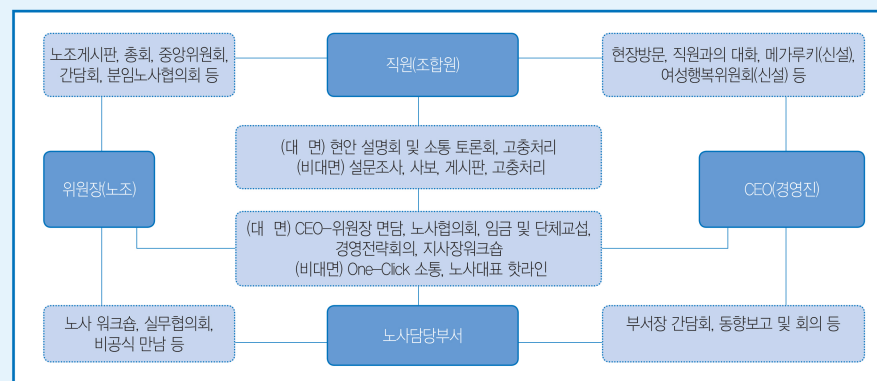 노조게시판, 총회, 중앙위원회,
간담회, 분임노사협의회 등
직원(조합원)
현장방문, 직원과의 대화, 메가루키(신설),
여성행복위원회(신설) 등
(대  면) 현안 설명회 및 소통 토론회, 고충처리
(비대면) 설문조사, 사보, 게시판, 고충처리
위원장(노조)
CEO(경영진)
(대  면) CEO-위원장 면담, 노사협의회, 임금 및 단체교섭,
경영전략회의, 지사장워크숍
(비대면) One-Click 소통, 노사대표 핫라인
노사 워크숍, 실무협의회,
비공식 만남 등
노사담당부서
부서장 간담회, 동향보고 및 회의 등